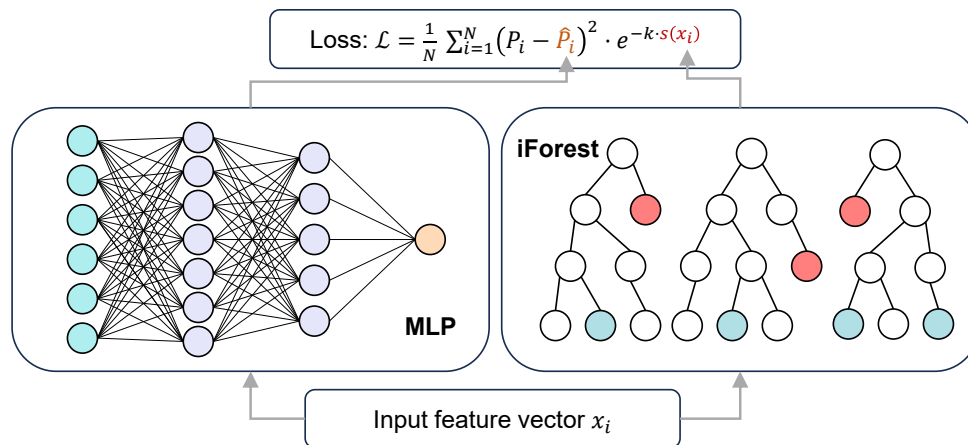 Loss: ℒ = 1/N ∑_{i=1}^{N} (P_i − P̂_i)² · e^{−k·s(x_i)}
iForest
MLP
Input feature vector x_i